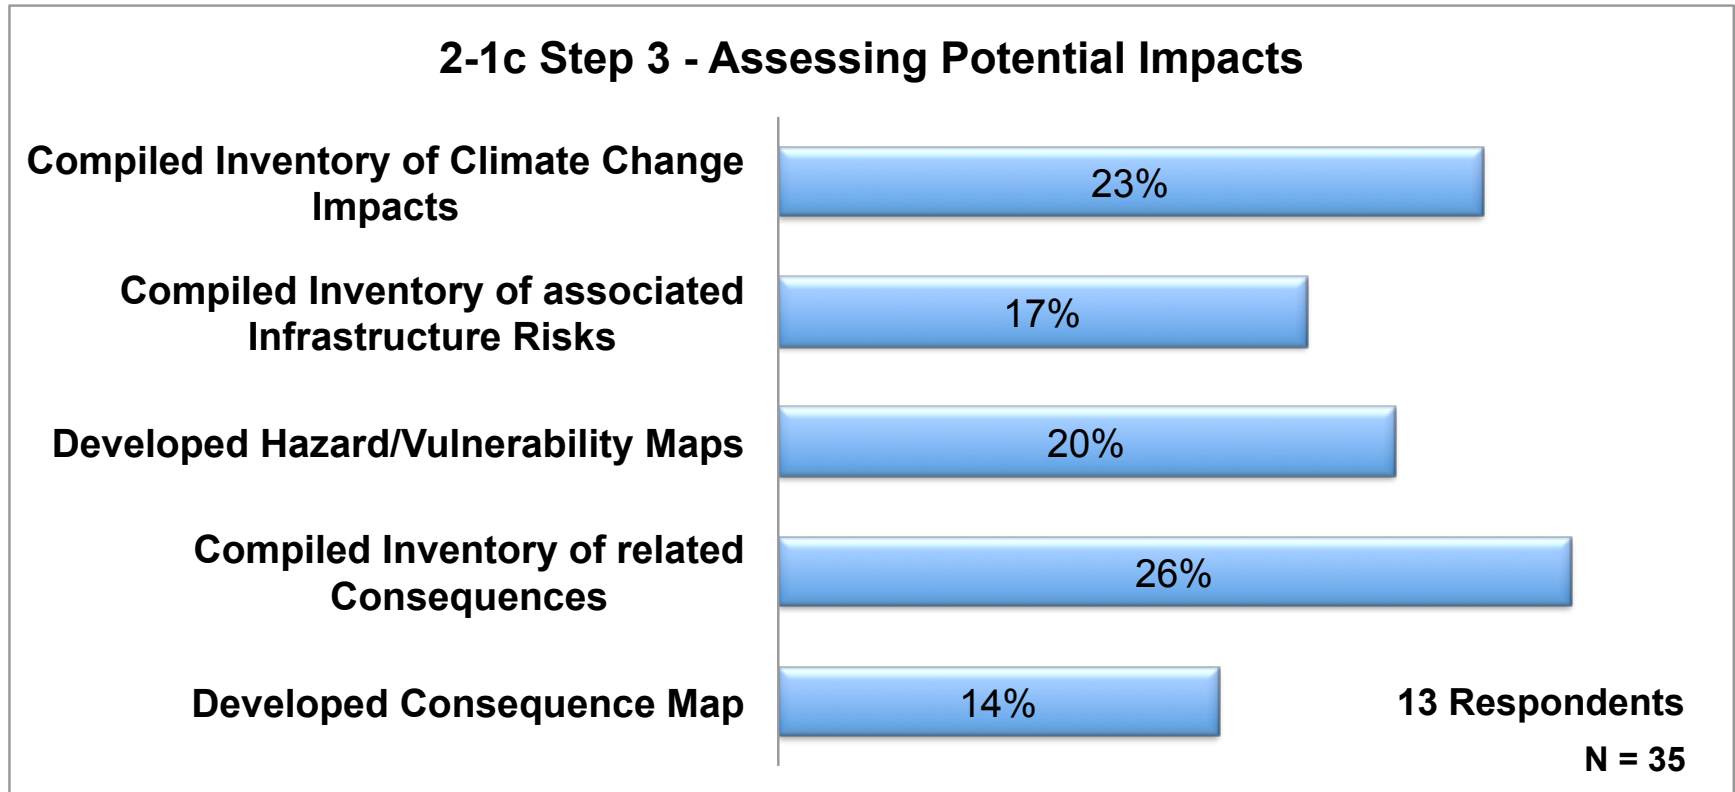 2-1c Step 3 - Assessing Potential Impacts
Compiled Inventory of Climate Change
Impacts
23%
Compiled Inventory of associated
Infrastructure Risks
17%
Developed Hazard/Vulnerability Maps
20%
Compiled Inventory of related
Consequences
26%
Developed Consequence Map
14%
13 Respondents
N = 35